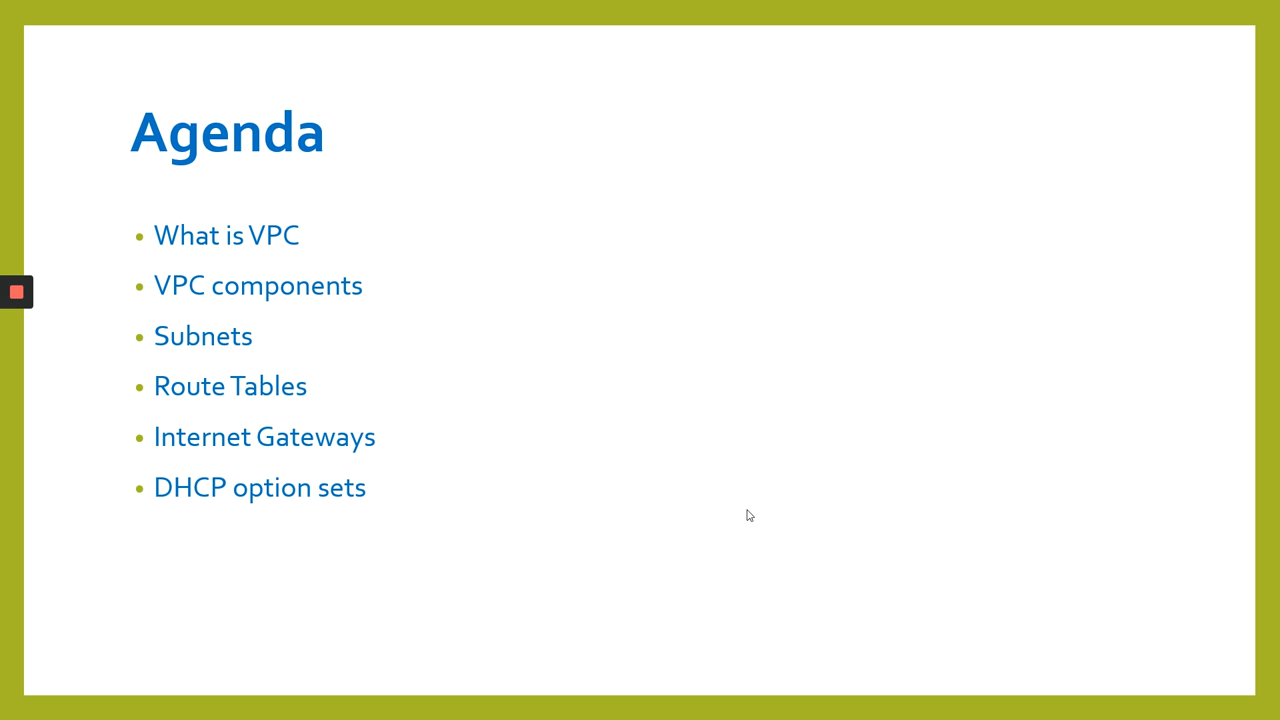 Agenda
• What is VPC
• VPC components
• Subnets
• Route Tables
• Internet Gateways
• DHCP option sets